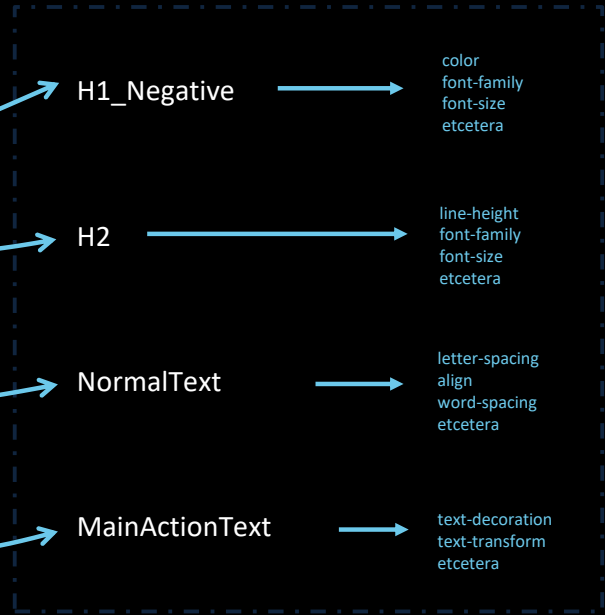 H1_Negative
color
font-family
font-size
etcetera
H2
line-height
font-family
font-size
etcetera
NormalText
letter-spacing
align
word-spacing
etcetera
MainActionText
text-decoration
text-transform
etcetera